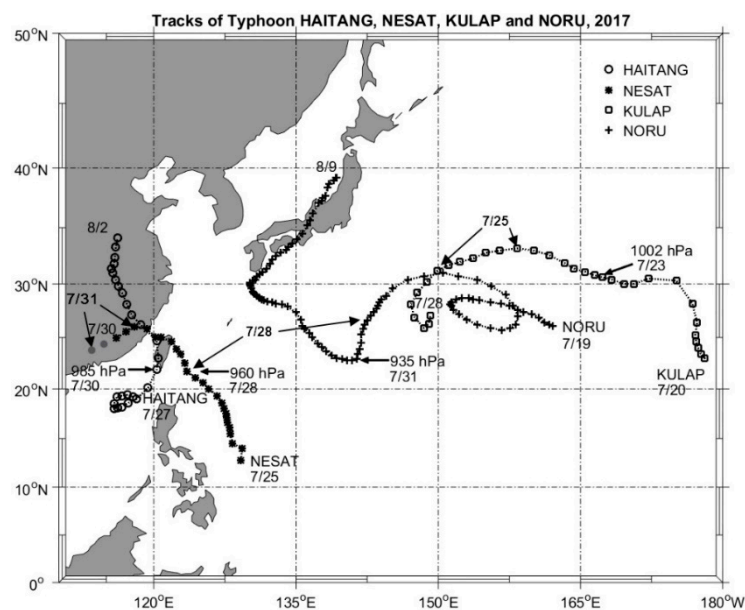 Tracks of Typhoon HAITANG, NESAT, KULAP and NORU, 2017
50°N
HAITANG
NESAT
KULAP
NORU
8/9
40°N
8/2
7/25
1002 hPa
7/23
30°N
7/31
7/28
7/28
7/30
NORU
7/19
985 hPa
7/30
960 hPa
7/28
935 hPa
7/31
KULAP
7/20
20°N
HAITANG
7/27
NESAT
7/25
10°N
0°
120°E
135°E
150°E
165°E
180°W